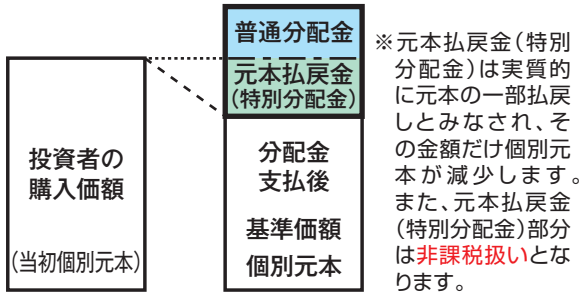 投資者の
購入価額
(当初個別元本)
普通分配金
元本払戻金
(特別分配金)
分配金
支払後
基準価額
個別元本
※元本払戻金(特別
分配金)は実質的
に元本の一部払戻
しとみなされ、そ
の金額だけ個別元
本が減少します。
また、元本払戻金
(特別分配金)部分
は非課税扱いとな
ります。